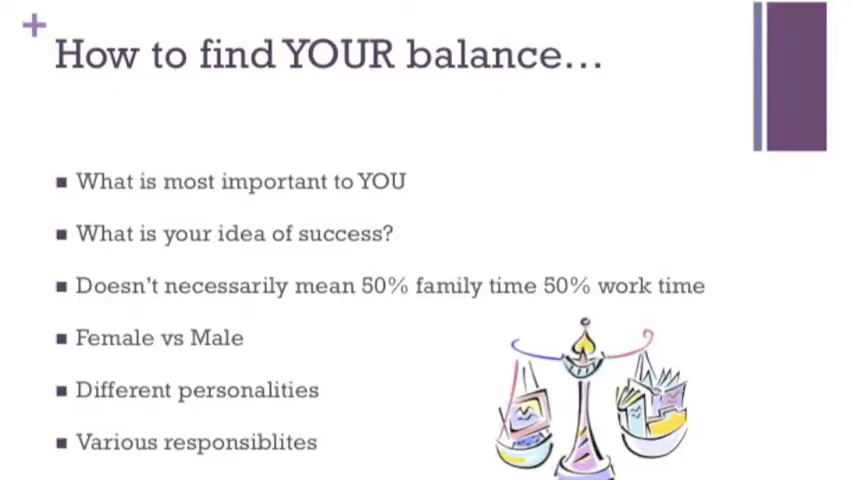 How to find YOUR balance...
What is most important to YOU
What is your idea of success?
Doesn't necessarily mean 50% family time 50% work time
Female vs Male
Different personalities
Various responsiblites